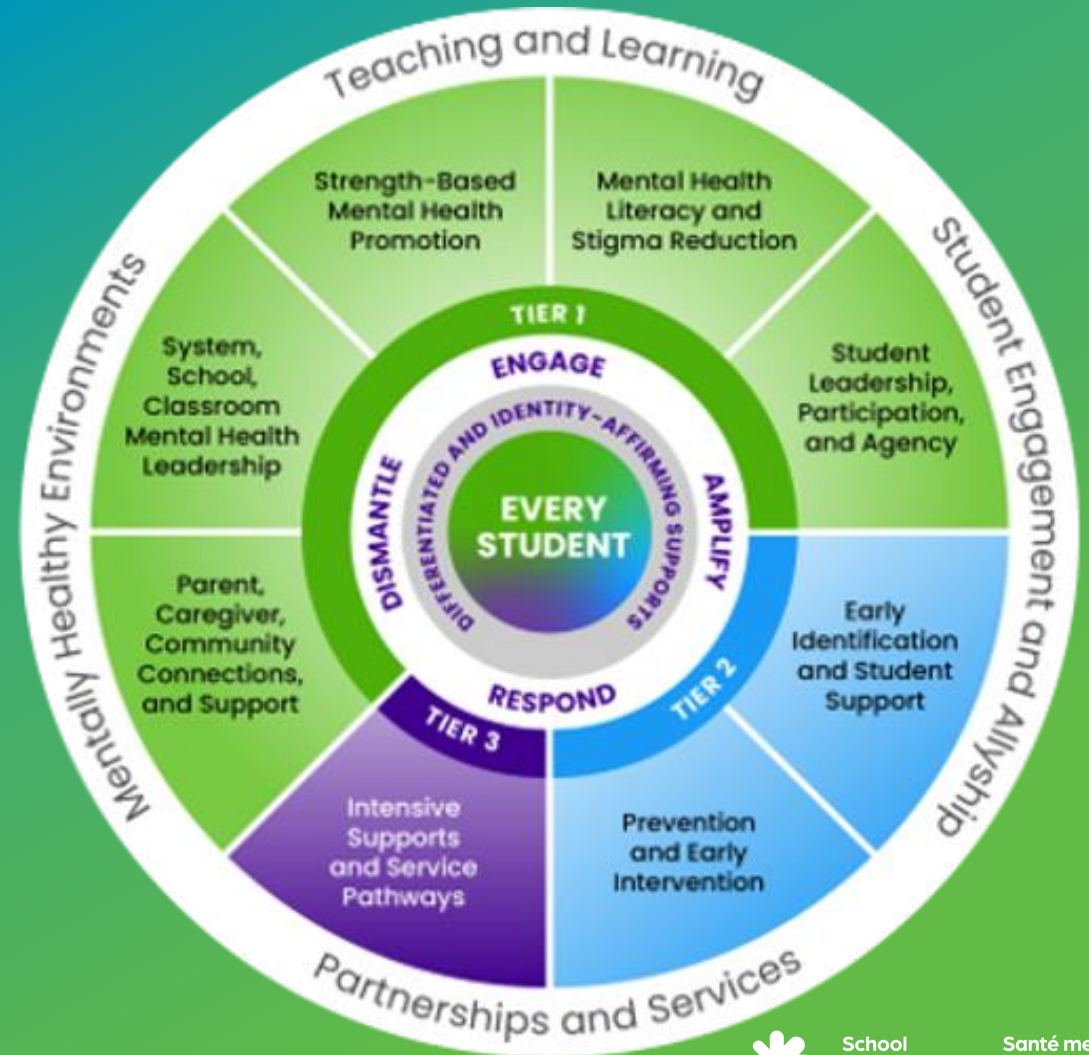 Teaching and Learning
Strength-Based
Mental Health
Promotion
Mental Health
Literacy and
Stigma Reduction
Student Engagement and Allyship
Student
Leadership,
Participation,
and Agency
Early
Identification
and Student
Support
Prevention
and Early
Intervention
Partnerships and Services
Intensive
Supports
and Service
Pathways
Mentally Healthy Environments
Parent,
Caregiver,
Community
Connections,
and Support
System,
School,
Classroom
Mental Health
Leadership
TIER 1
TIER 2
TIER 3
ENGAGE
AMPLIFY
RESPOND
DISMANTLE
DIFFERENTIATED AND IDENTITY-AFFIRMING SUPPORTS
EVERY
STUDENT
School
Santé me